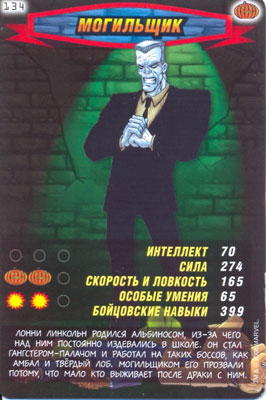 134
МОГИЛЬЩИК
ИНТЕЛЛЕКТ 70
СИЛА 274
СКОРОСТЬ И ЛОВКОСТЬ 165
ОСОБЫЕ УМЕНИЯ 65
БОЙЦОВСКИЕ НАВЫКИ 399
ЛОННИ ЛИНКОЛЬН РОДИЛСЯ АЛЬБИНОСОМ, ИЗ-ЗА ЧЕГО
НАД НИМ ПОСТОЯННО ИЗДЕВАЛИСЬ В ШКОЛЕ. ОН СТАЛ
ГАНГСТЕРОМ-ПАЛАЧОМ И РАБОТАЛ НА ТАКИХ БОССОВ, КАК
АМБАЛ И ТВЁРДЫЙ ЛОБ. МОГИЛЬЩИКОМ ЕГО ПРОЗВАЛИ
ПОТОМУ, ЧТО МАЛО КТО ВЫЖИВАЕТ ПОСЛЕ ДРАКИ С НИМ.
MARVEL